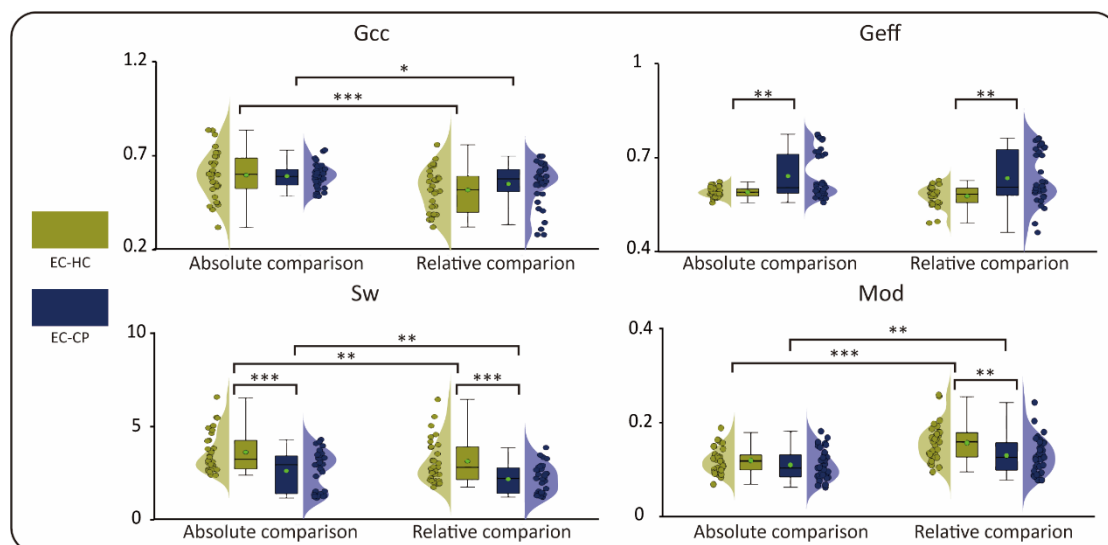 Gcc
1.2
0.7
0.2
*
***
Absolute comparison
Relative comparion
Geff
1
0.7
0.4
**
**
Absolute comparison
Relative comparion
EC-HC
EC-CP
Sw
10
5
0
**
**
***
***
Absolute comparison
Relative comparion
Mod
0.4
0.2
0
**
***
**
Absolute comparison
Relative comparion